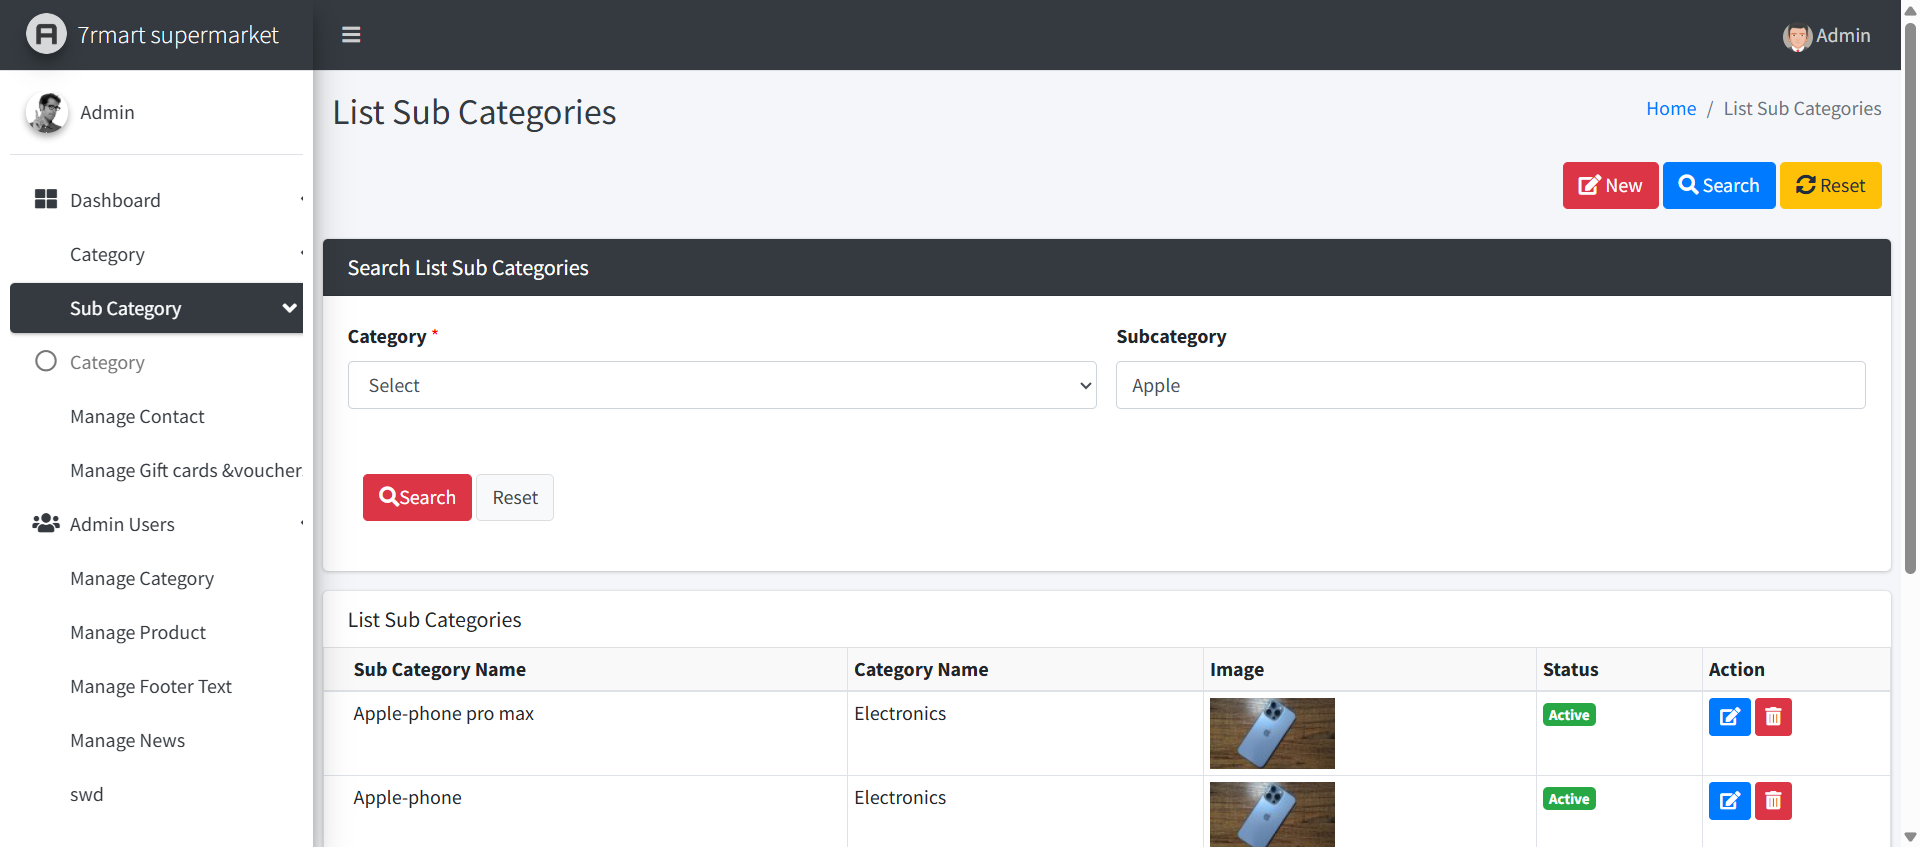 7rmart supermarket
Admin
Admin
List Sub Categories
Home / List Sub Categories
New
Search
Reset
Dashboard
Category
Sub Category
Category
Manage Contact
Manage Gift cards &voucher
Admin Users
Manage Category
Manage Product
Manage Footer Text
Manage News
swd
Search List Sub Categories
Category *
Subcategory
Select
Apple
Search
Reset
List Sub Categories
Sub Category Name Category Name Image Status Action
Apple-phone pro max Electronics Active
Apple-phone Electronics Active